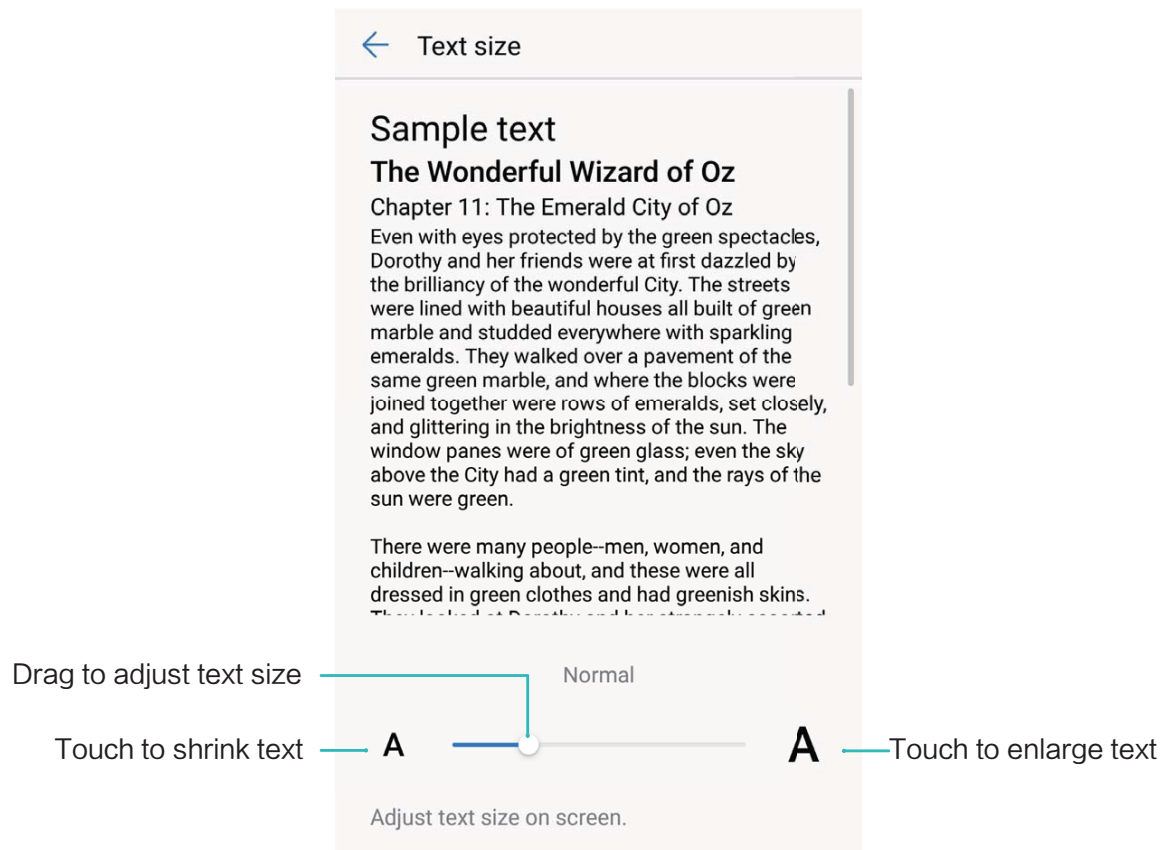 Text size
Sample text
The Wonderful Wizard of Oz
Chapter 11: The Emerald City of Oz
Even with eyes protected by the green spectacles,
Dorothy and her friends were at first dazzled by
the brilliancy of the wonderful City. The streets
were lined with beautiful houses all built of green
marble and studded everywhere with sparkling
emeralds. They walked over a pavement of the
same green marble, and where the blocks were
joined together were rows of emeralds, set closely,
and glittering in the brightness of the sun. The
window panes were of green glass; even the sky
above the City had a green tint, and the rays of the
sun were green.
There were many people--men, women, and
children--walking about, and these were all
dressed in green clothes and had greenish skins.
They looked at Dorothy and her strangely assorted
Drag to adjust text size
Normal
Touch to shrink text
A
A
Touch to enlarge text
Adjust text size on screen.